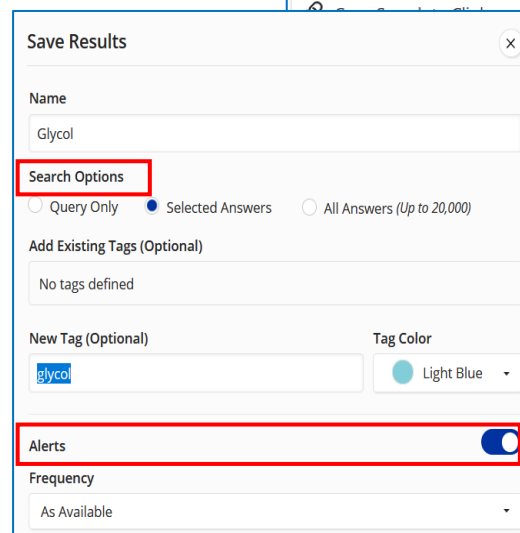 Save Results
Name
Glycol
Search Options
Query Only Selected Answers All Answers (Up to 20,000)
Add Existing Tags (Optional)
No tags defined
New Tag (Optional) Tag Color
glycol Light Blue
Alerts
Frequency
As Available